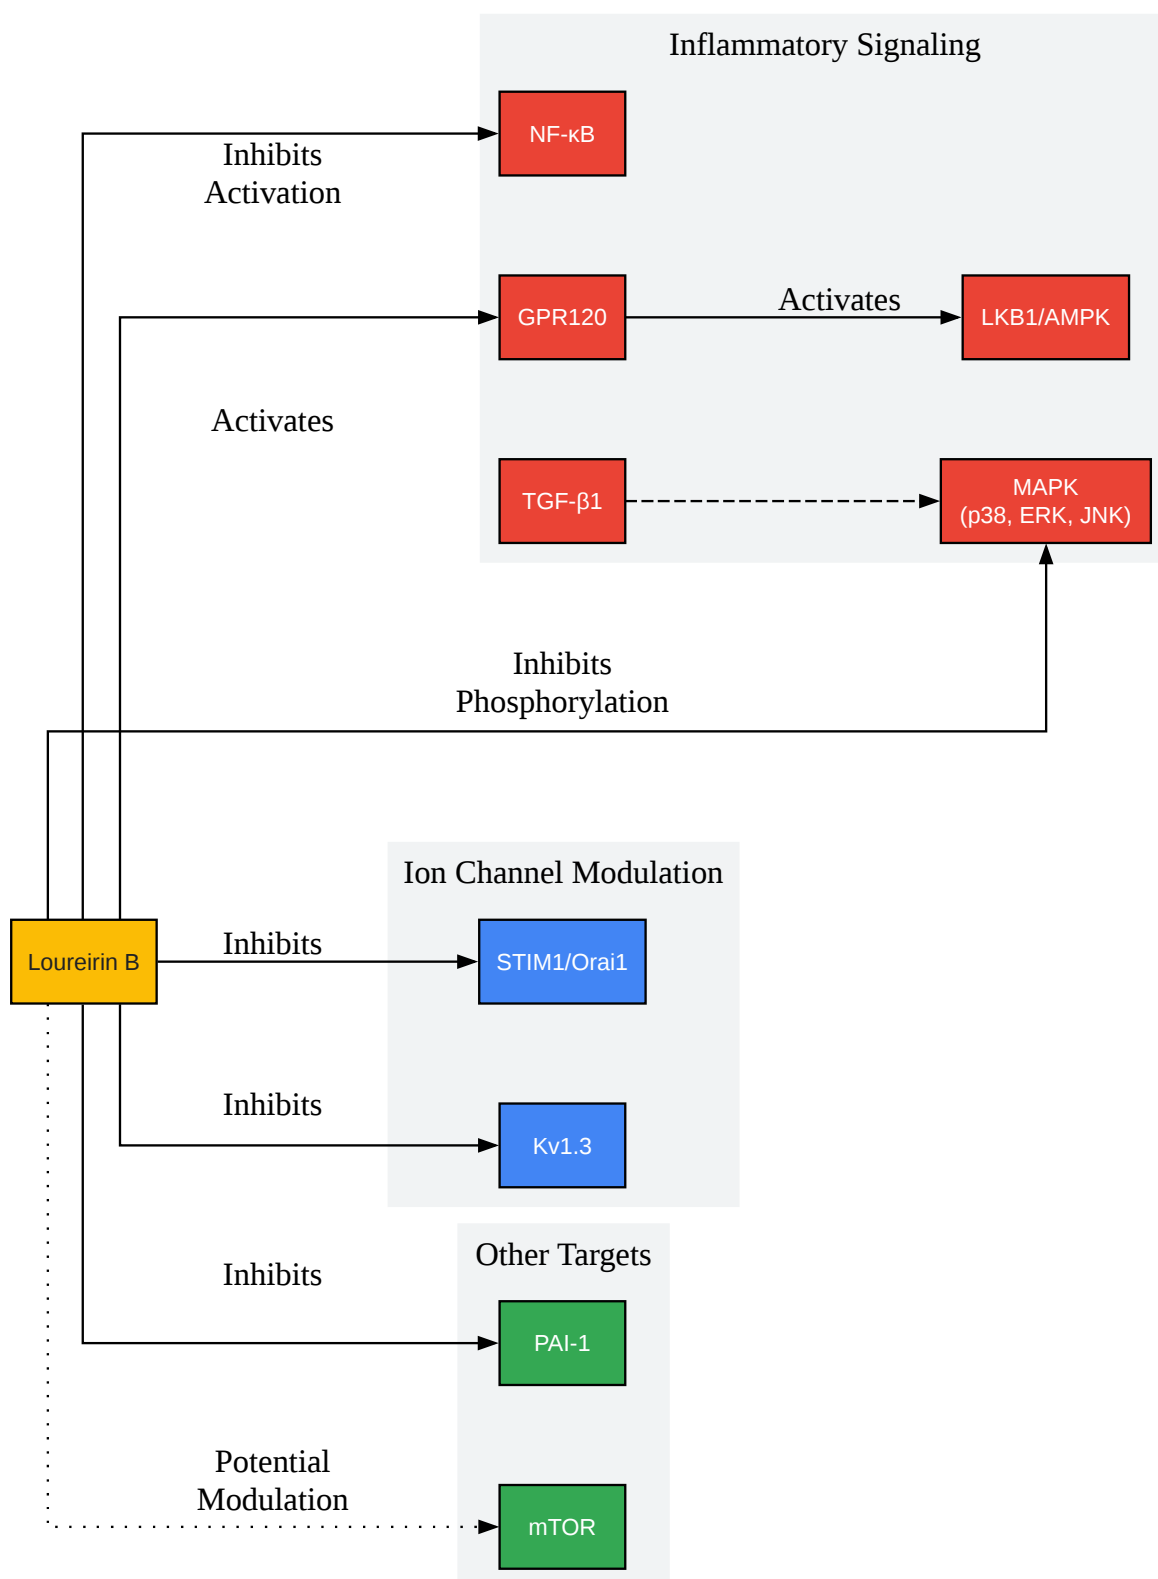 Inflammatory Signaling
NF-κB
Inhibits
Activation
GPR120
Activates
LKB1/AMPK
Activates
TGF-β1
MAPK
(p38, ERK, JNK)
Inhibits
Phosphorylation
Ion Channel Modulation
Loureirin B
Inhibits
STIM1/Orai1
Inhibits
Kv1.3
Other Targets
Inhibits
PAI-1
Potential
Modulation
mTOR